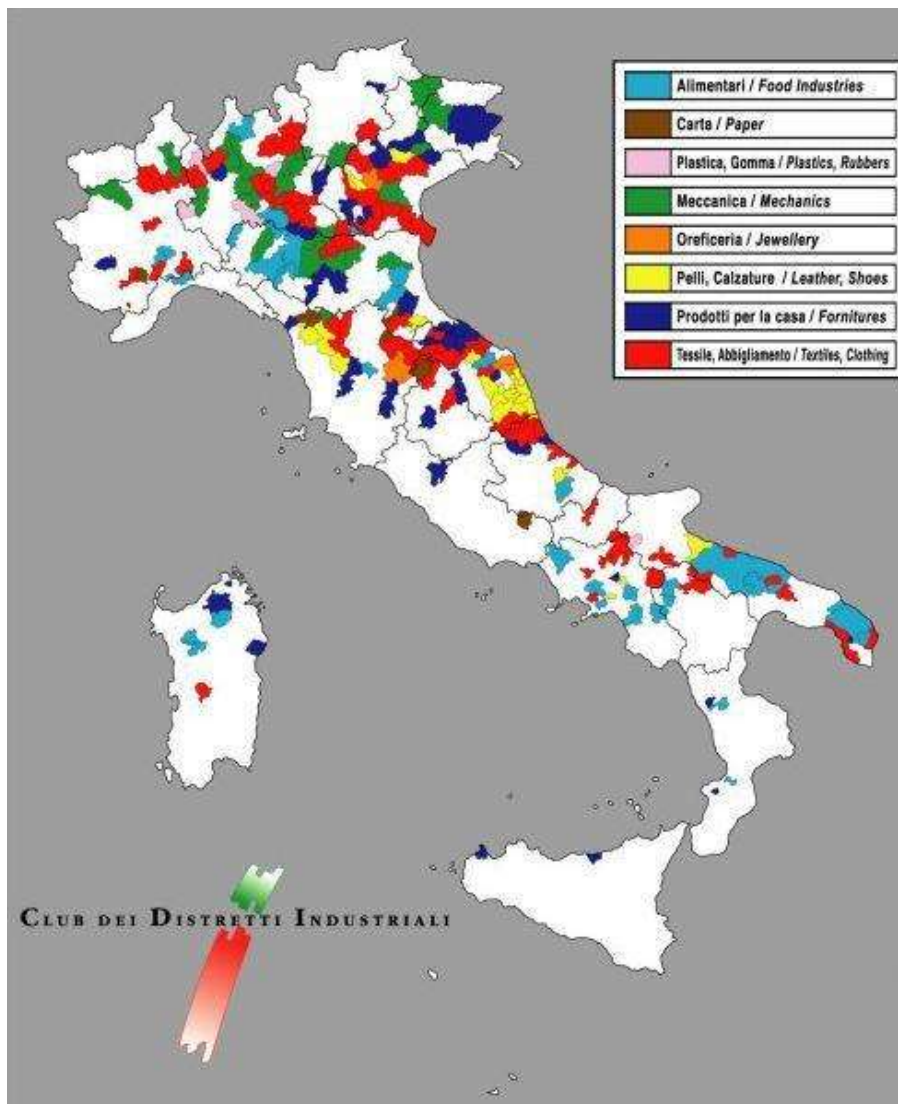 Alimentari / Food Industries
Carta / Paper
Plastica, Gomma / Plastics, Rubbers
Meccanica / Mechanics
Oreficeria / Jewellery
Pelli, Calzature / Leather, Shoes
Prodotti per la casa / Fornitures
Tessile, Abbigliamento / Textiles, Clothing
CLUB DEI DISTRETTI INDUSTRIALI